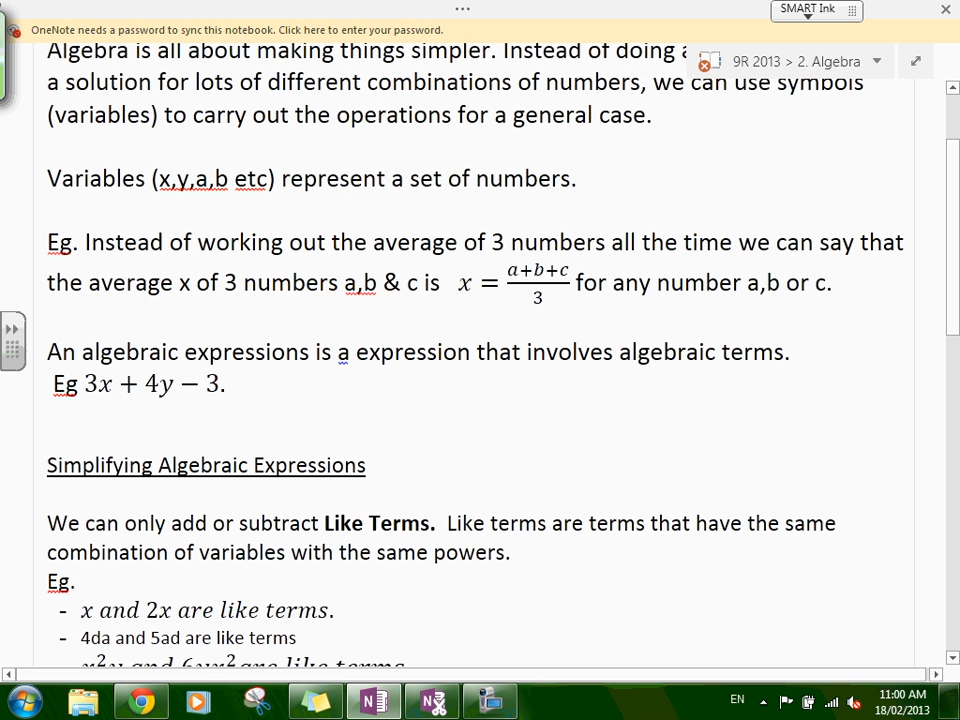 SMART Ink
OneNote needs a password to sync this notebook. Click here to enter your password.
Algebra is all about making things simpler. Instead of doing
9R 2013 > 2. Algebra
a solution for lots of different combinations of numbers, we can use symbols
(variables) to carry out the operations for a general case.
Variables (x,y,a,b etc) represent a set of numbers.
Eg. Instead of working out the average of 3 numbers all the time we can say that
the average x of 3 numbers a,b & c is x = (a+b+c)/3 for any number a,b or c.
An algebraic expressions is a expression that involves algebraic terms.
Eg 3x + 4y − 3.
Simplifying Algebraic Expressions
We can only add or subtract Like Terms. Like terms are terms that have the same
combination of variables with the same powers.
Eg.
- x and 2x are like terms.
- 4da and 5ad are like terms
- x²y and 6yx² are like terms
EN
11:00 AM
18/02/2013